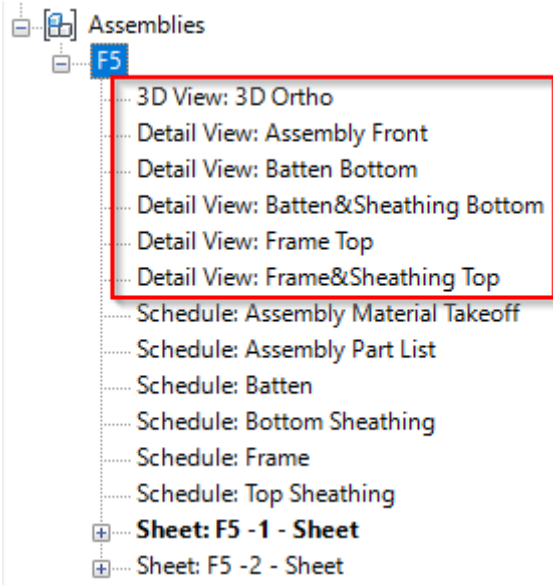 Assemblies
F5
3D View: 3D Ortho
Detail View: Assembly Front
Detail View: Batten Bottom
Detail View: Batten&Sheathing Bottom
Detail View: Frame Top
Detail View: Frame&Sheathing Top
Schedule: Assembly Material Takeoff
Schedule: Assembly Part List
Schedule: Batten
Schedule: Bottom Sheathing
Schedule: Frame
Schedule: Top Sheathing
Sheet: F5 -1 - Sheet
Sheet: F5 -2 - Sheet